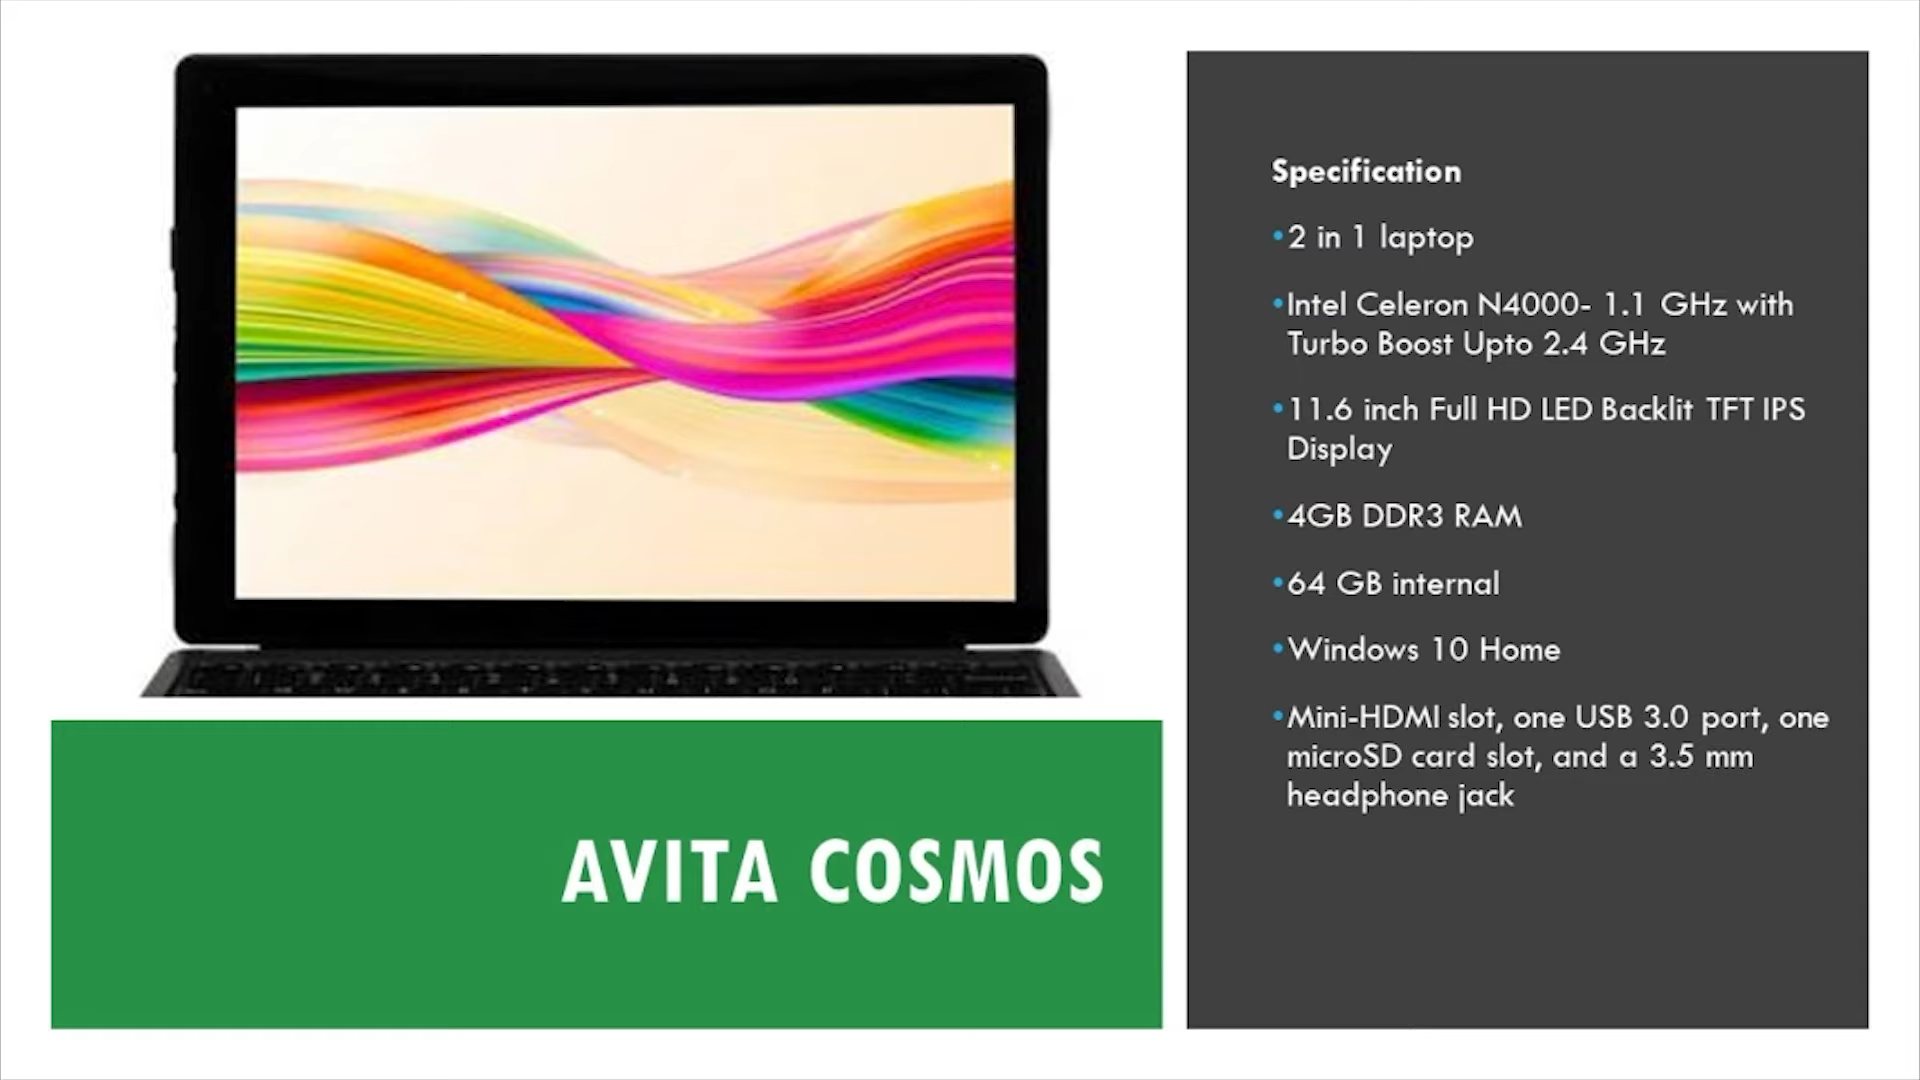 Specification
•2 in 1 laptop
•Intel Celeron N4000- 1.1 GHz with
Turbo Boost Upto 2.4 GHz
•11.6 inch Full HD LED Backlit TFT IPS
Display
•4GB DDR3 RAM
•64 GB internal
•Windows 10 Home
•Mini-HDMI slot, one USB 3.0 port, one
microSD card slot, and a 3.5 mm
headphone jack
AVITA COSMOS